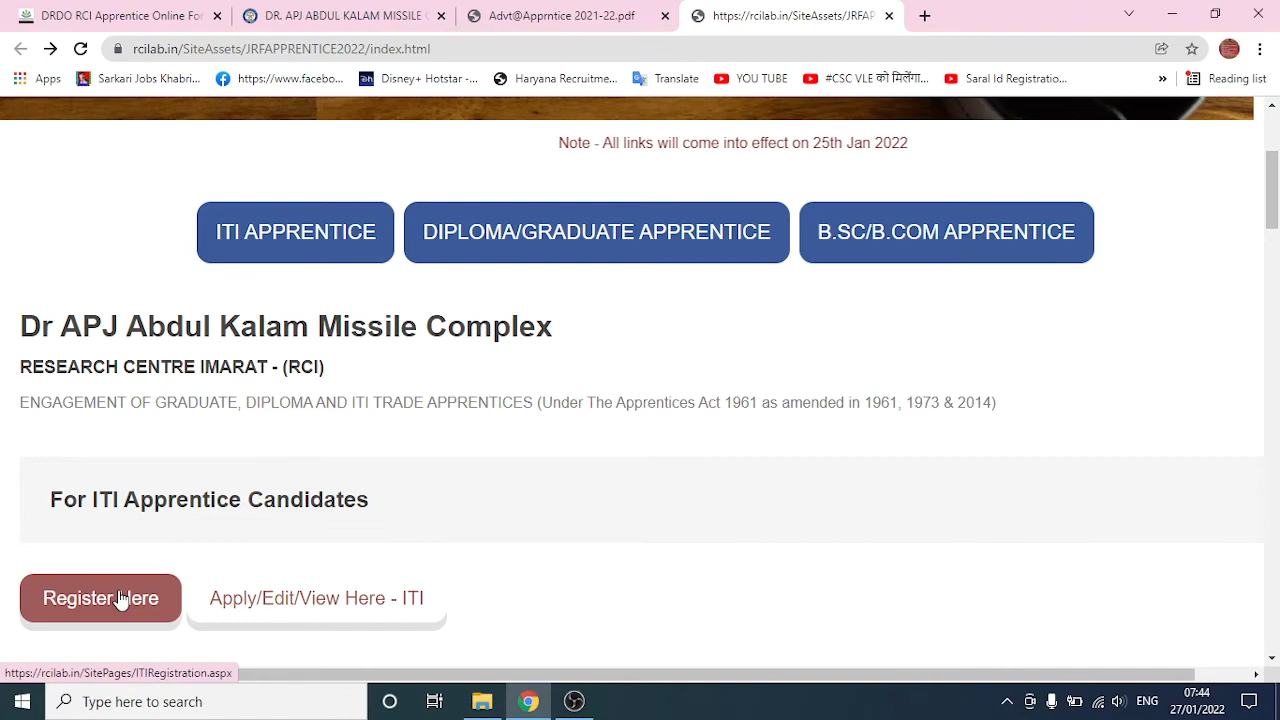 DRDO RCI Apprentice Online For
DR. APJ ABDUL KALAM MISSILE C
Advt@Apprntice 2021-22.pdf
https://rcilab.in/SiteAssets/JRFAP
rcilab.in/SiteAssets/JRFAPPRENTICE2022/index.html
Apps
Sarkari Jobs Khabri...
https://www.facebo...
Disney+ Hotstar -...
Haryana Recruitme...
Translate
YOU TUBE
#CSC VLE को मिलेंगा...
Saral Id Registratio...
»
Reading list
Note - All links will come into effect on 25th Jan 2022
ITI APPRENTICE
DIPLOMA/GRADUATE APPRENTICE
B.SC/B.COM APPRENTICE
Dr APJ Abdul Kalam Missile Complex
RESEARCH CENTRE IMARAT - (RCI)
ENGAGEMENT OF GRADUATE, DIPLOMA AND ITI TRADE APPRENTICES (Under The Apprentices Act 1961 as amended in 1961, 1973 & 2014)
For ITI Apprentice Candidates
Register Here
Apply/Edit/View Here - ITI
https://rcilab.in/SitePages/ITIRegistration.aspx
Type here to search
ENG
07:44
27/01/2022